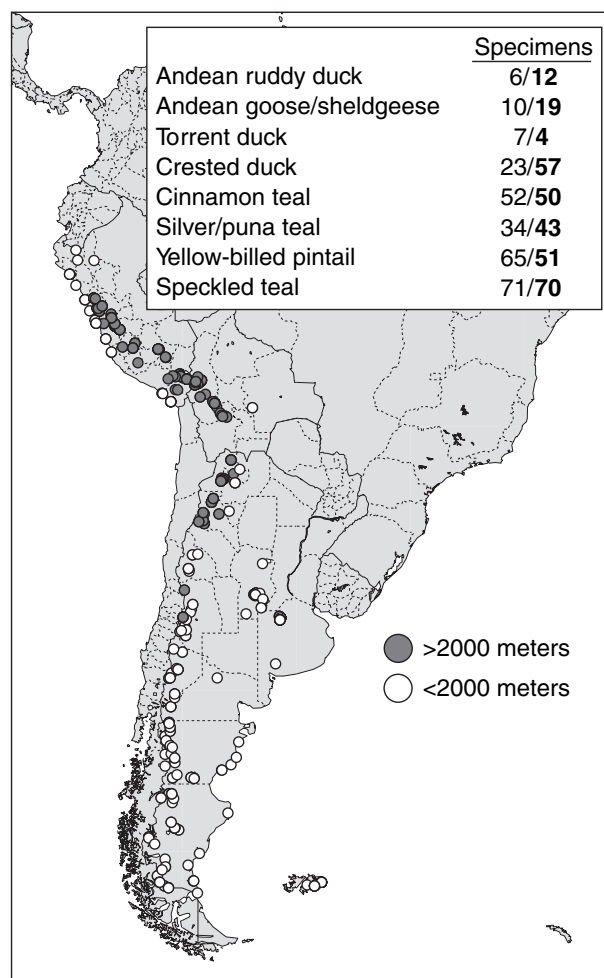 Specimens
Andean ruddy duck 6/12
Andean goose/sheldgeese 10/19
Torrent duck 7/4
Crested duck 23/57
Cinnamon teal 52/50
Silver/puna teal 34/43
Yellow-billed pintail 65/51
Speckled teal 71/70
>2000 meters
<2000 meters